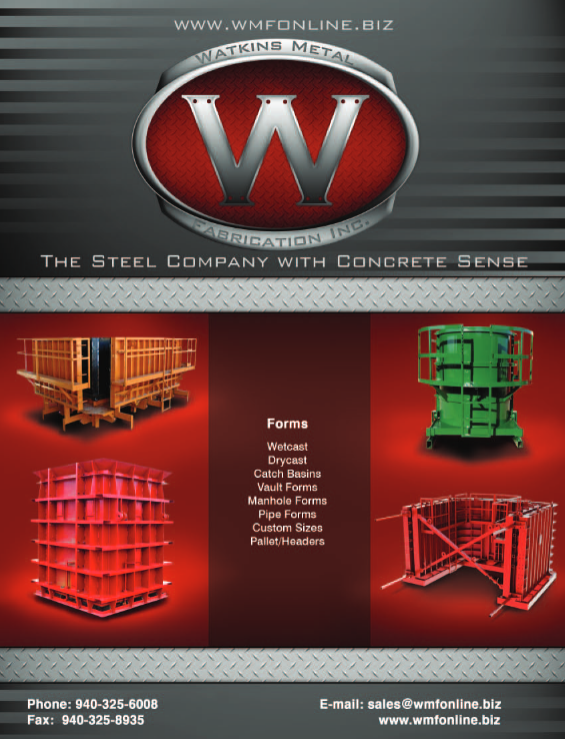 WWW.WMFONLINE.BIZ
WATKINS METAL
W
FABRICATION INC.
THE STEEL COMPANY WITH CONCRETE SENSE
Forms
Wetcast
Drycast
Catch Basins
Vault Forms
Manhole Forms
Pipe Forms
Custom Sizes
Pallet/Headers
Phone: 940-325-6008
Fax: 940-325-8935
E-mail: sales@wmfonline.biz
www.wmfonline.biz